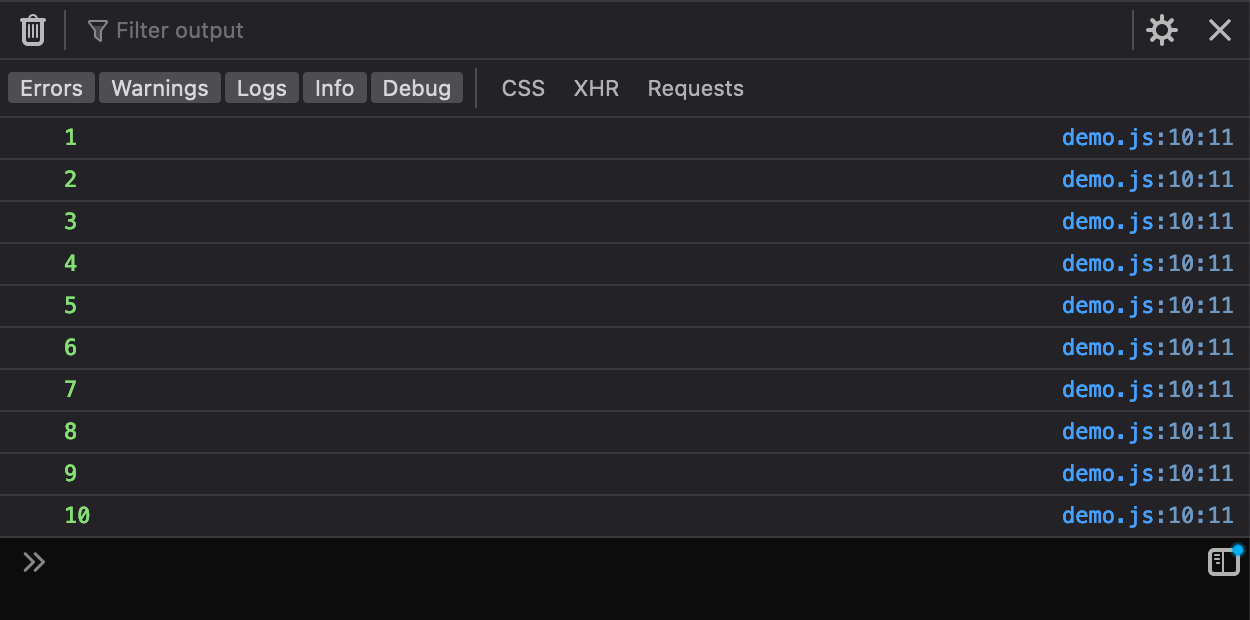 Filter output
Errors Warnings Logs Info Debug CSS XHR Requests
1 demo.js:10:11
2 demo.js:10:11
3 demo.js:10:11
4 demo.js:10:11
5 demo.js:10:11
6 demo.js:10:11
7 demo.js:10:11
8 demo.js:10:11
9 demo.js:10:11
10 demo.js:10:11